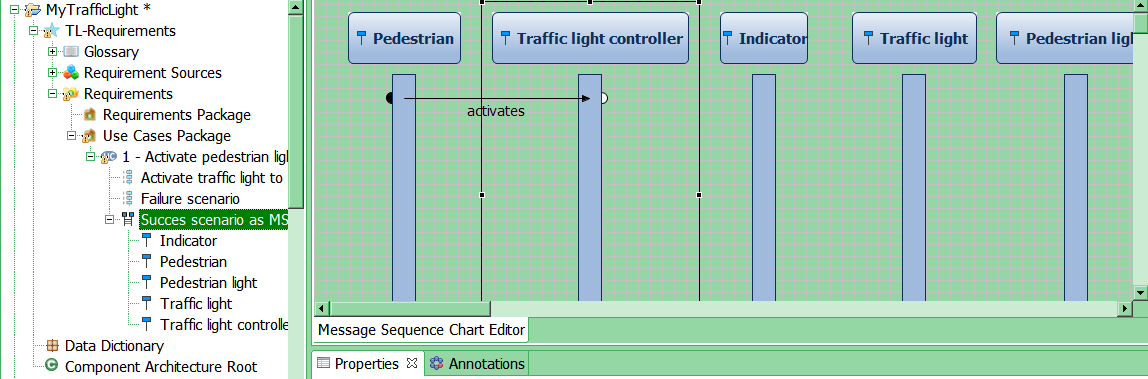 MyTrafficLight *
TL-Requirements
Glossary
Requirement Sources
Requirements
Requirements Package
Use Cases Package
1 - Activate pedestrian lig
Activate traffic light to
Failure scenario
Succes scenario as MS
Indicator
Pedestrian
Pedestrian light
Traffic light
Traffic light controlle
Data Dictionary
Component Architecture Root
Pedestrian
Traffic light controller
Indicator
Traffic light
Pedestrian ligh
activates
Message Sequence Chart Editor
Properties
Annotations